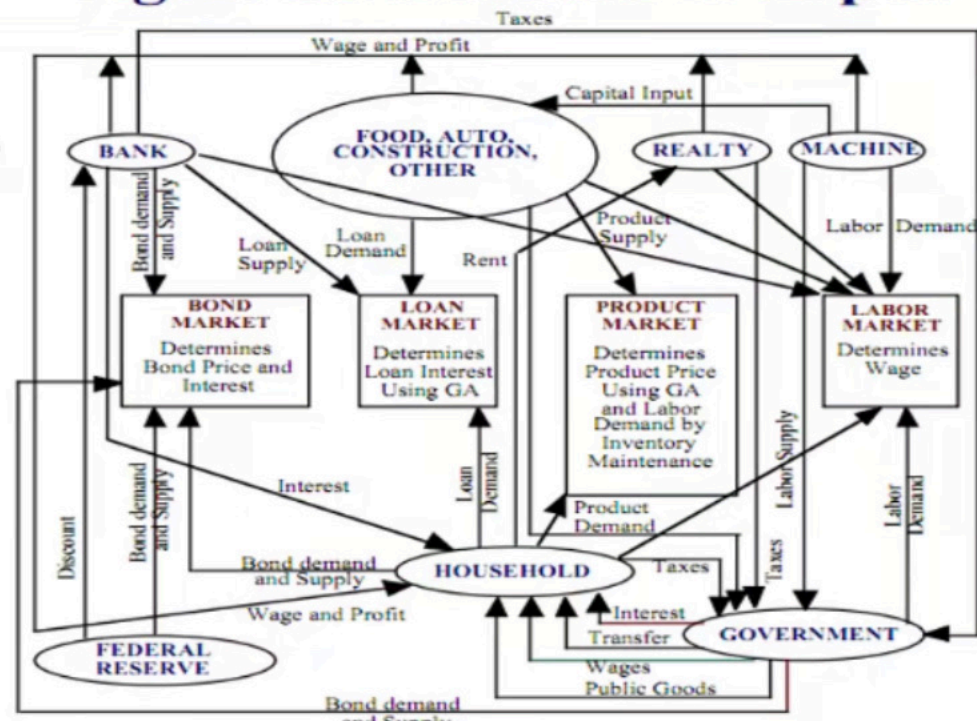 Taxes
Wage and Profit
Capital Input
BANK
FOOD, AUTO,
CONSTRUCTION,
OTHER
REALTY
MACHINE
Bond demand
and Supply
Loan
Supply
Loan
Demand
Rent
Product
Supply
Labor Demand
BOND
MARKET
Determines
Bond Price and
Interest
LOAN
MARKET
Determines
Loan Interest
Using GA
PRODUCT
MARKET
Determines
Product Price
Using GA
and Labor
Demand by
Inventory
Maintenance
LABOR
MARKET
Determines
Wage
Discount
Bond demand
and Supply
Interest
Loan
Demand
Product
Demand
Labor Supply
Labor
Demand
Taxes
Bond demand
and Supply
HOUSEHOLD
Taxes
Wage and Profit
Interest
Transfer
Wages
Public Goods
GOVERNMENT
FEDERAL
RESERVE
Bond demand
and Supply